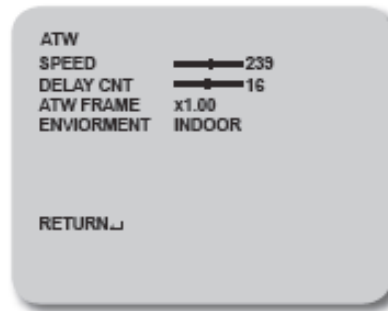 ATW
SPEED 239
DELAY CNT 16
ATW FRAME x1.00
ENVIORMENT INDOOR
RETURN↵